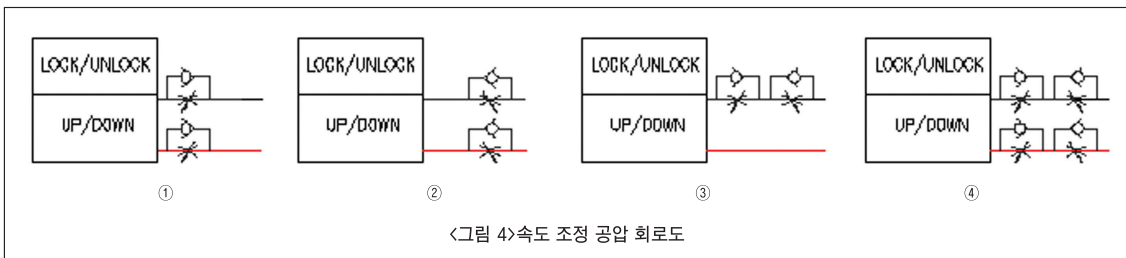 LOCK/UNLOCK LOCK/UNLOCK LOCK/UNLOCK LOCK/UNLOCK
UP/DOWN UP/DOWN UP/DOWN UP/DOWN
① ② ③ ④
<그림 4>속도 조정 공압 회로도